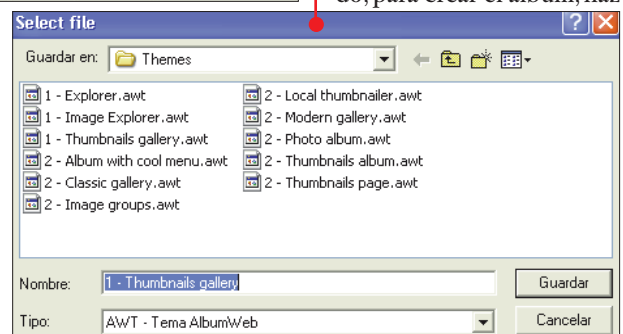 do, para crear el álbum, haz
Select file
Guardar en: Themes
1 - Explorer.awt
1 - Image Explorer.awt
1 - Thumbnails gallery.awt
2 - Album with cool menu.awt
2 - Classic gallery.awt
2 - Image groups.awt
2 - Local thumbnailer.awt
2 - Modern gallery.awt
2 - Photo album.awt
2 - Thumbnails album.awt
2 - Thumbnails page.awt
Nombre: 1 - Thumbnails gallery Guardar
Tipo: AWT - Tema AlbumWeb Cancelar